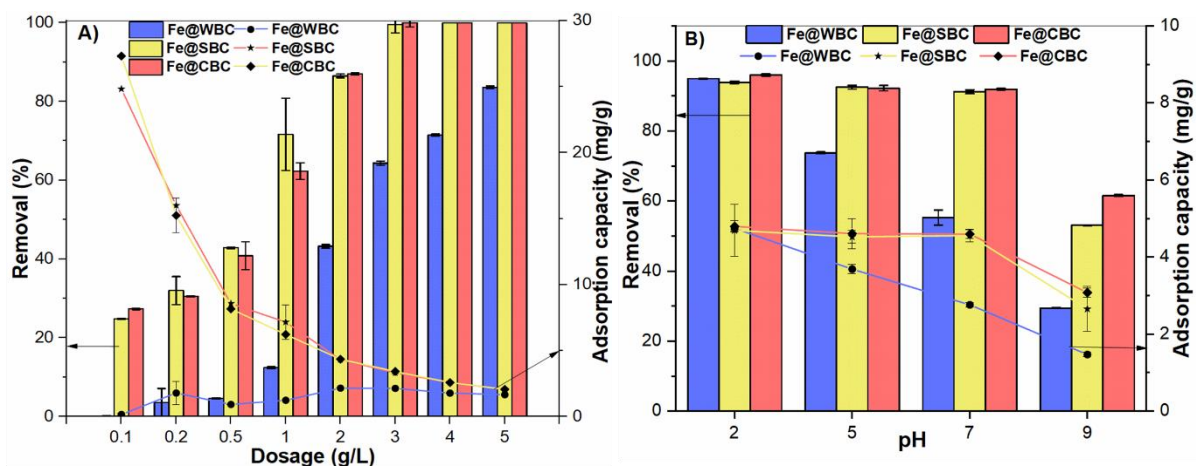 A)
Fe@WBC Fe@WBC
Fe@SBC Fe@SBC
Fe@CBC Fe@CBC
Removal (%)
100
80
60
40
20
0
0.1 0.2 0.5 1 2 3 4 5
Dosage (g/L)
30
20
10
0
Adsorption capacity (mg/g)
B)
Fe@WBC Fe@SBC Fe@CBC
Fe@WBC Fe@SBC Fe@CBC
Removal (%)
100
80
60
40
20
0
2 5 7 9
pH
10
8
6
4
2
0
Adsorption capacity (mg/g)